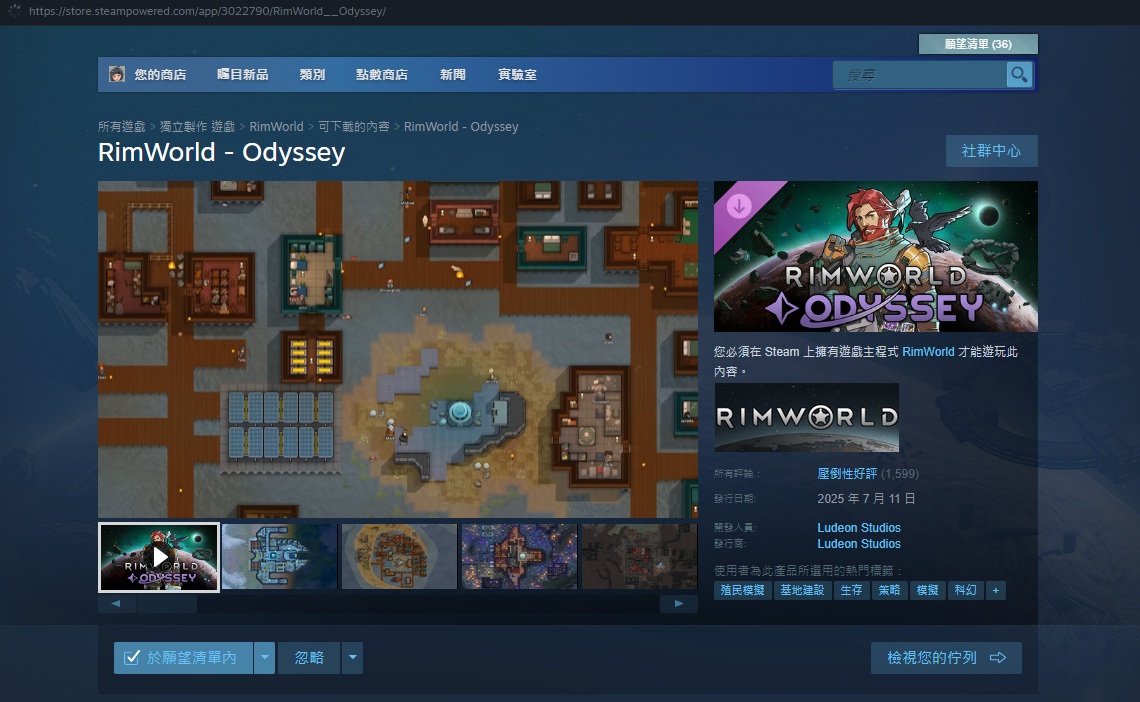 https://store.steampowered.com/app/3022790/RimWorld__Odyssey/
願望清單 (36)
您的商店 矚目新品 類別 點數商店 新聞 實驗室 搜尋
所有遊戲 > 獨立製作 遊戲 > RimWorld > 可下載的內容 > RimWorld - Odyssey
RimWorld - Odyssey
社群中心
RIMWORLD
ODYSSEY
您必須在 Steam 上擁有遊戲主程式 RimWorld 才能遊玩此
內容。
RIMWORLD
所有評論： 壓倒性好評 (1,599)
發行日期: 2025 年 7 月 11 日
開發人員: Ludeon Studios
發行商: Ludeon Studios
使用者為此產品所選用的熱門標籤：
殖民模擬 基地建設 生存 策略 模擬 科幻 +
RIMWORLD
ODYSSEY
於願望清單內 忽略 檢視您的佇列